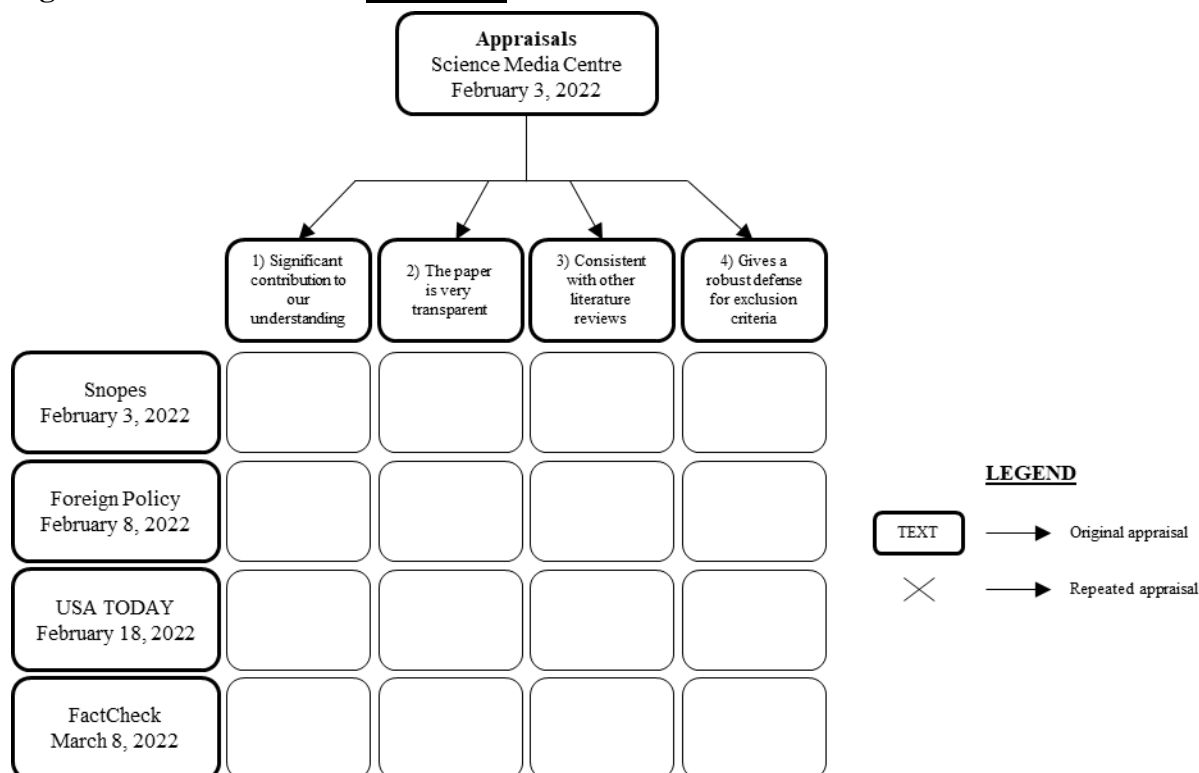 Appraisals
Science Media Centre
February 3, 2022
1) Significant
contribution to
our
understanding
2) The paper
is very
transparent
3) Consistent
with other
literature
reviews
4) Gives a
robust defense
for exclusion
criteria
Snopes
February 3, 2022
Foreign Policy
February 8, 2022
USA TODAY
February 18, 2022
FactCheck
March 8, 2022
LEGEND
TEXT
Original appraisal
Repeated appraisal